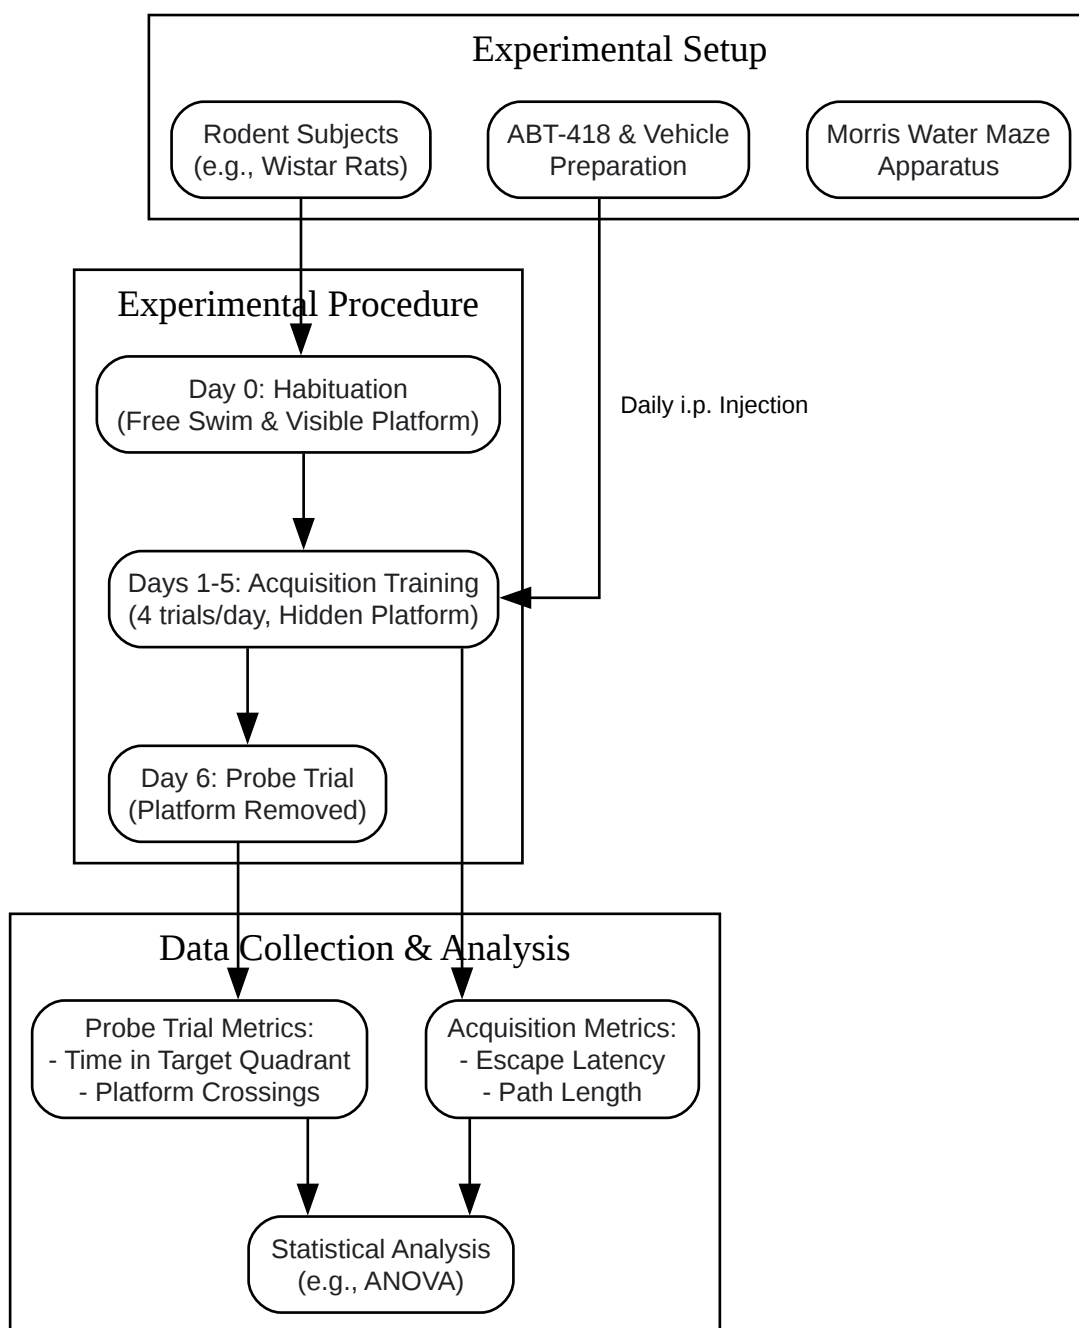 Experimental Setup
Rodent Subjects
(e.g., Wistar Rats)
ABT-418 & Vehicle
Preparation
Morris Water Maze
Apparatus
Experimental Procedure
Day 0: Habituation
(Free Swim & Visible Platform)
Daily i.p. Injection
Days 1-5: Acquisition Training
(4 trials/day, Hidden Platform)
Day 6: Probe Trial
(Platform Removed)
Data Collection & Analysis
Probe Trial Metrics:
- Time in Target Quadrant
- Platform Crossings
Acquisition Metrics:
- Escape Latency
- Path Length
Statistical Analysis
(e.g., ANOVA)